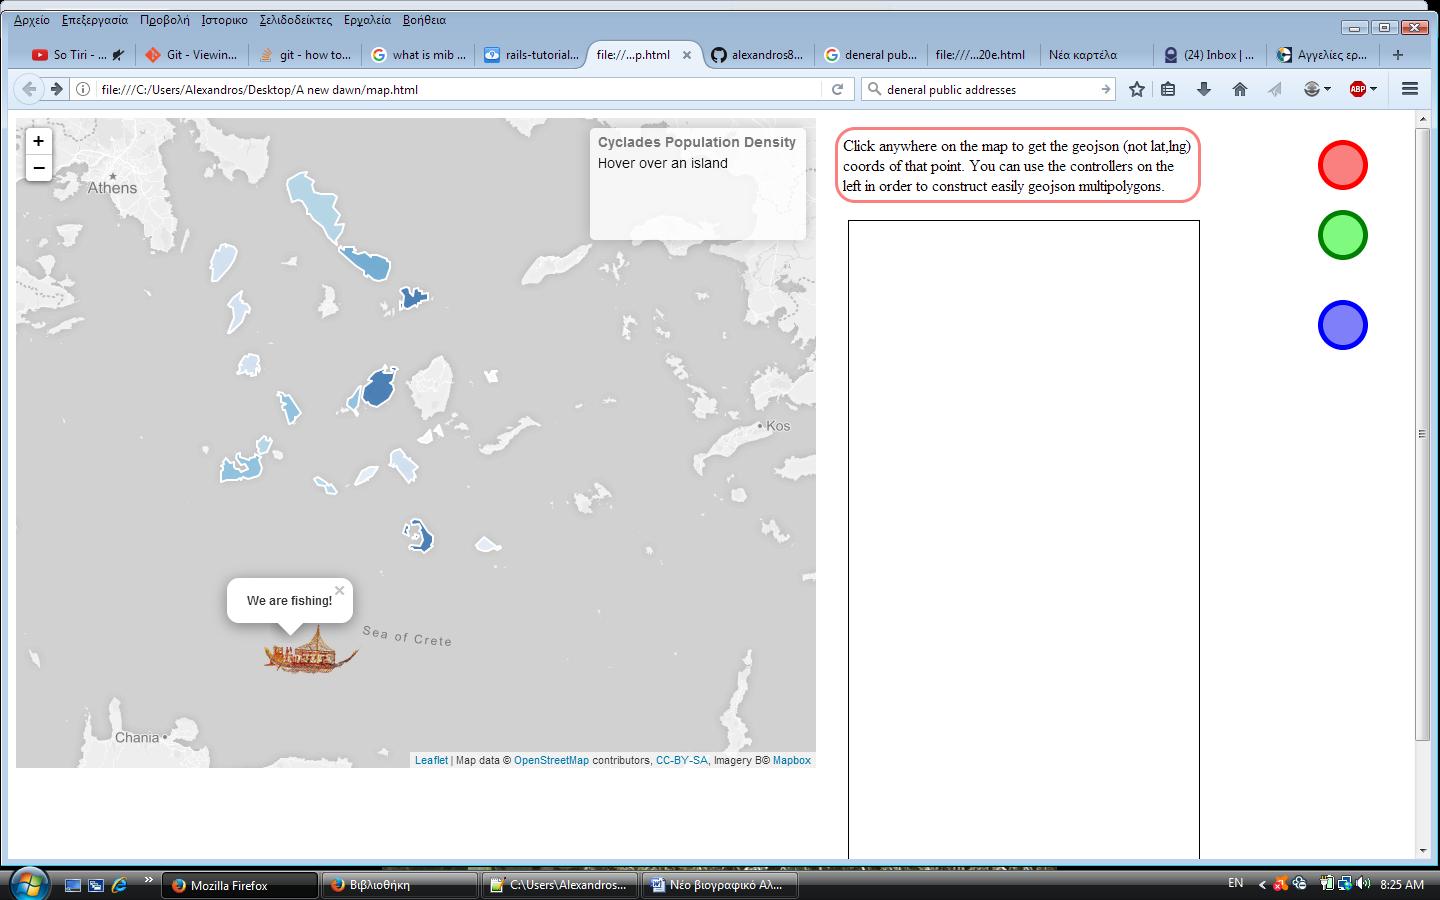 Αρχείο Επεξεργασία Προβολή Ιστορικο Σελιδοδείκτες Εργαλεία Βοήθεια
So Tiri - ...
Git - Viewin...
git - how to...
what is mib ...
rails-tutorial...
file:///...p.html
alexandros8...
deneral pub...
file:///...20e.html
Νέα καρτέλα
(24) Inbox | ...
Αγγελίες ερ...
file:///C:/Users/Alexandros/Desktop/A new dawn/map.html
deneral public addresses
ABP
+
−
Athens
Cyclades Population Density
Hover over an island
Kos
We are fishing!
×
Sea of Crete
Chania
Leaflet | Map data © OpenStreetMap contributors, CC-BY-SA, Imagery В© Mapbox
Click anywhere on the map to get the geojson (not lat,lng)
coords of that point. You can use the controllers on the
left in order to construct easily geojson multipolygons.
Mozilla Firefox
Βιβλιοθήκη
C:\Users\Alexandros...
Νέο βιογραφικό Αλ...
EN
8:25 AM